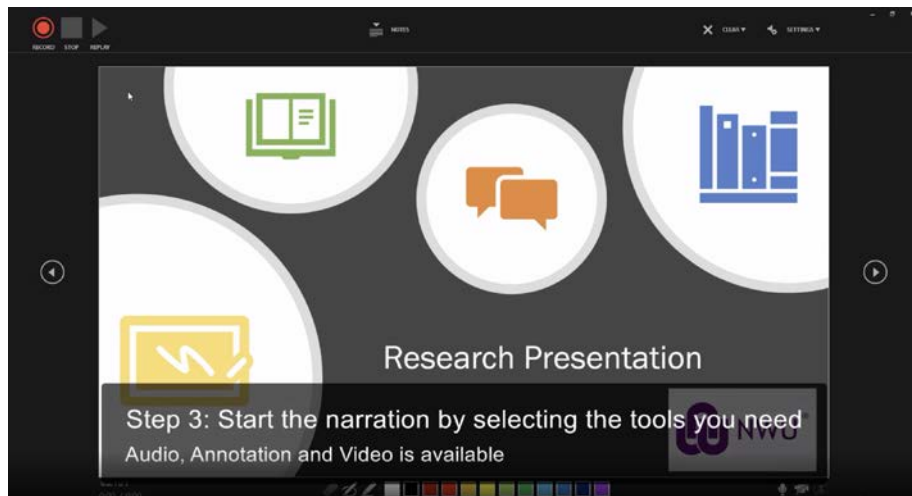 RECORD STOP REPLAY
NOTES
CLEAR
SETTINGS
Research Presentation
Step 3: Start the narration by selecting the tools you need
Audio, Annotation and Video is available
NWU